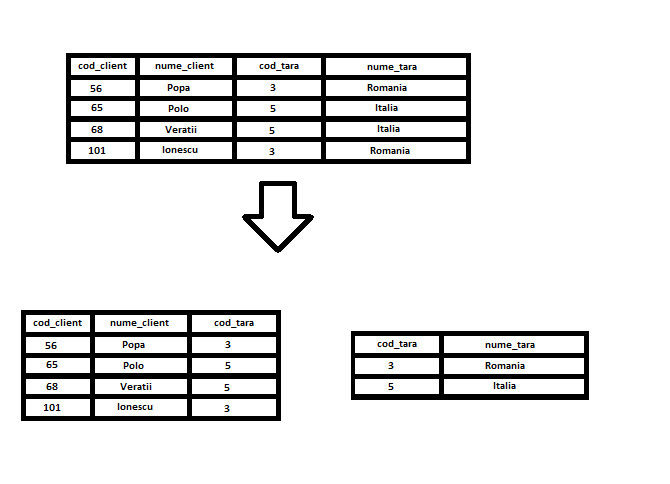 cod_client nume_client cod_tara nume_tara
56 Popa 3 Romania
65 Polo 5 Italia
68 Veratii 5 Italia
101 Ionescu 3 Romania
cod_client nume_client cod_tara
56 Popa 3
65 Polo 5
68 Veratii 5
101 Ionescu 3
cod_tara nume_tara
3 Romania
5 Italia